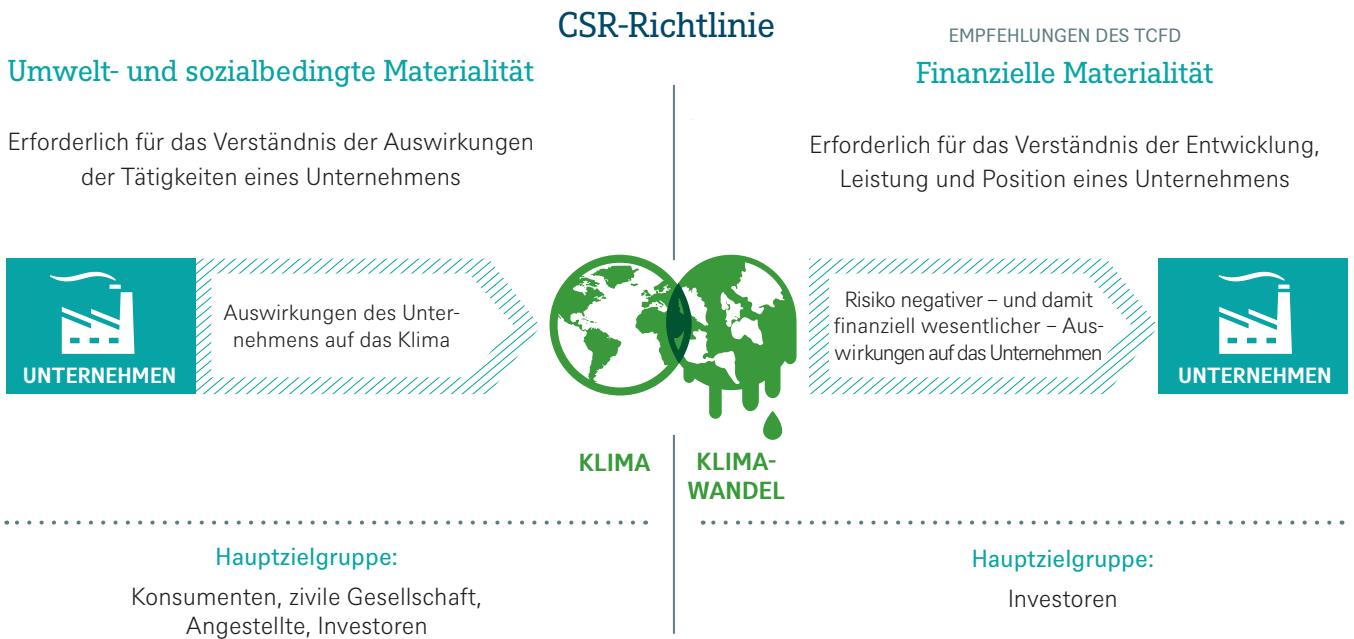 CSR-Richtlinie
Umwelt- und sozialbedingte Materialität
Erforderlich für das Verständnis der Auswirkungen
der Tätigkeiten eines Unternehmens
UNTERNEHMEN
Auswirkungen des Unter-
nehmens auf das Klima
KLIMA
Hauptzielgruppe:
Konsumenten, zivile Gesellschaft,
Angestellte, Investoren
EMPFEHLUNGEN DES TCFD
Finanzielle Materialität
Erforderlich für das Verständnis der Entwicklung,
Leistung und Position eines Unternehmens
KLIMA-
WANDEL
Risiko negativer – und damit
finanziell wesentlicher – Aus-
wirkungen auf das Unternehmen
UNTERNEHMEN
Hauptzielgruppe:
Investoren